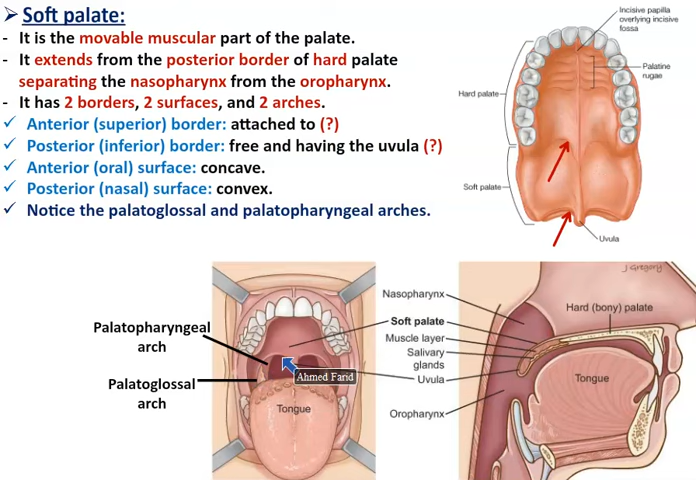 ➢ Soft palate:
- It is the movable muscular part of the palate.
- It extends from the posterior border of hard palate
separating the nasopharynx from the oropharynx.
- It has 2 borders, 2 surfaces, and 2 arches.
✓ Anterior (superior) border: attached to (?)
✓ Posterior (inferior) border: free and having the uvula (?)
✓ Anterior (oral) surface: concave.
✓ Posterior (nasal) surface: convex.
✓ Notice the palatoglossal and palatopharyngeal arches.
Incisive papilla
overlying incisive
fossa
Palatine
rugae
Hard palate
Soft palate
Uvula
Palatopharyngeal
arch
Palatoglossal
arch
Ahmed Farid
Tongue
Nasopharynx
Soft palate
Muscle layer
Salivary
glands
Uvula
Oropharynx
J Gregory
Hard (bony) palate
Tongue